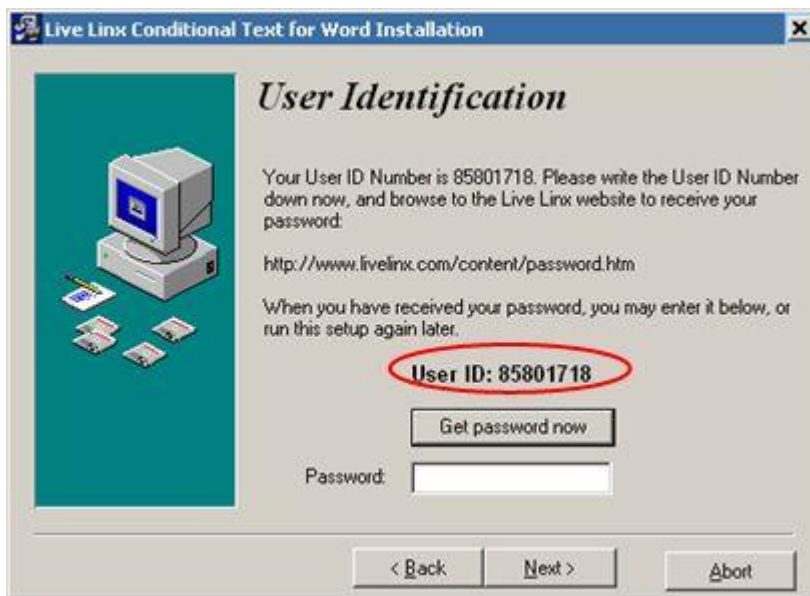 Live Linx Conditional Text for Word Installation
User Identification
Your User ID Number is 85801718. Please write the User ID Number
down now, and browse to the Live Linx website to receive your
password:
http://www.livelinx.com/content/password.htm
When you have received your password, you may enter it below, or
run this setup again later.
User ID: 85801718
Get password now
Password:
< Back
Next >
Abort